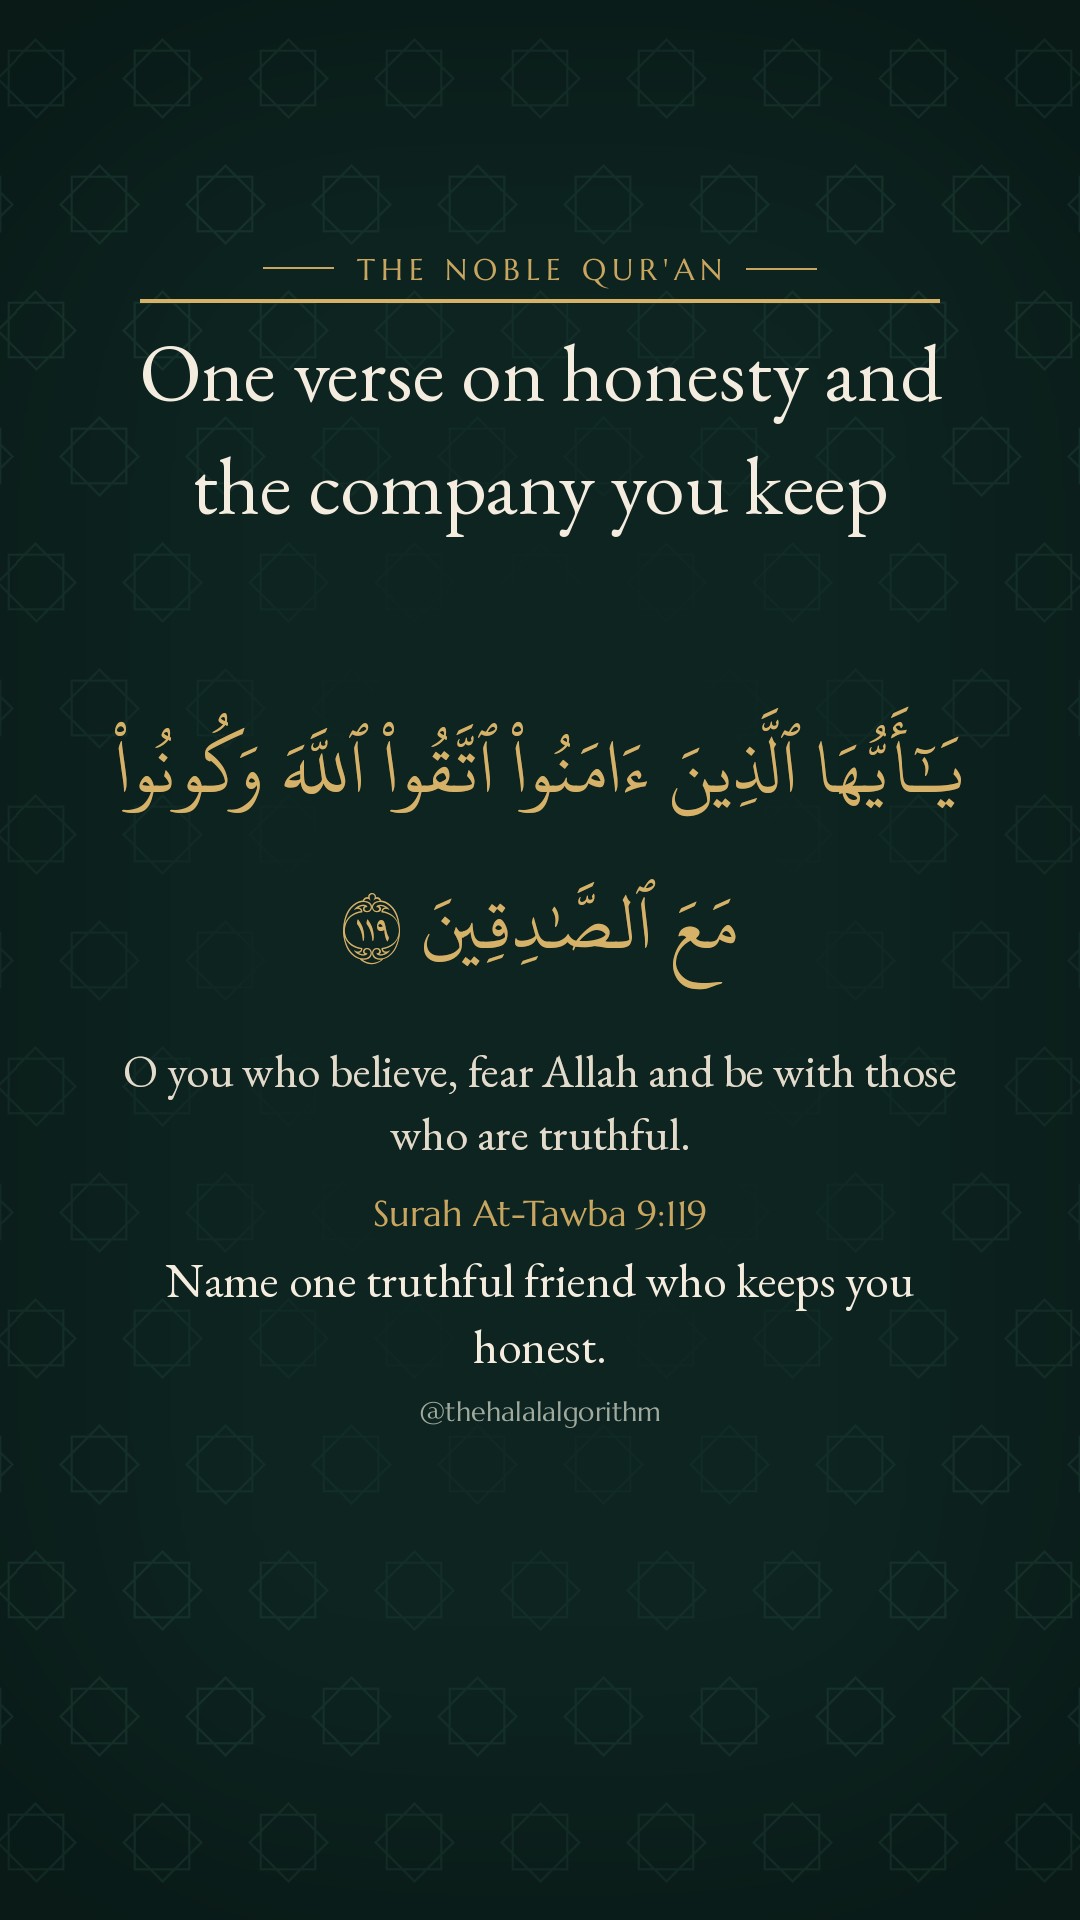 THE NOBLE QUR'AN
One verse on honesty and
the company you keep
يَـٰٓأَيُّهَا ٱلَّذِينَ ءَامَنُوا۟ ٱتَّقُوا۟ ٱللَّهَ وَكُونُوا۟
مَعَ ٱلصَّـٰدِقِينَ ١١٩
O you who believe, fear Allah and be with those
who are truthful.
Surah At-Tawba 9:119
Name one truthful friend who keeps you
honest.
@thehalalalgorithm